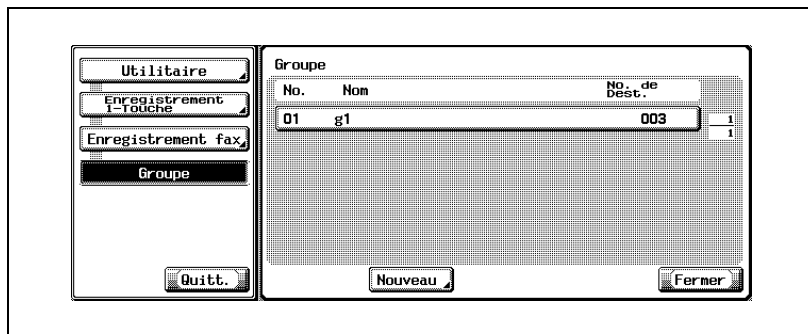 Utilitaire
Enregistrement
1-Touche
Enregistrement fax
Groupe
Quitt.
Groupe
No. Nom No. de
Dest.
01 g1 003
1
1
Nouveau
Fermer